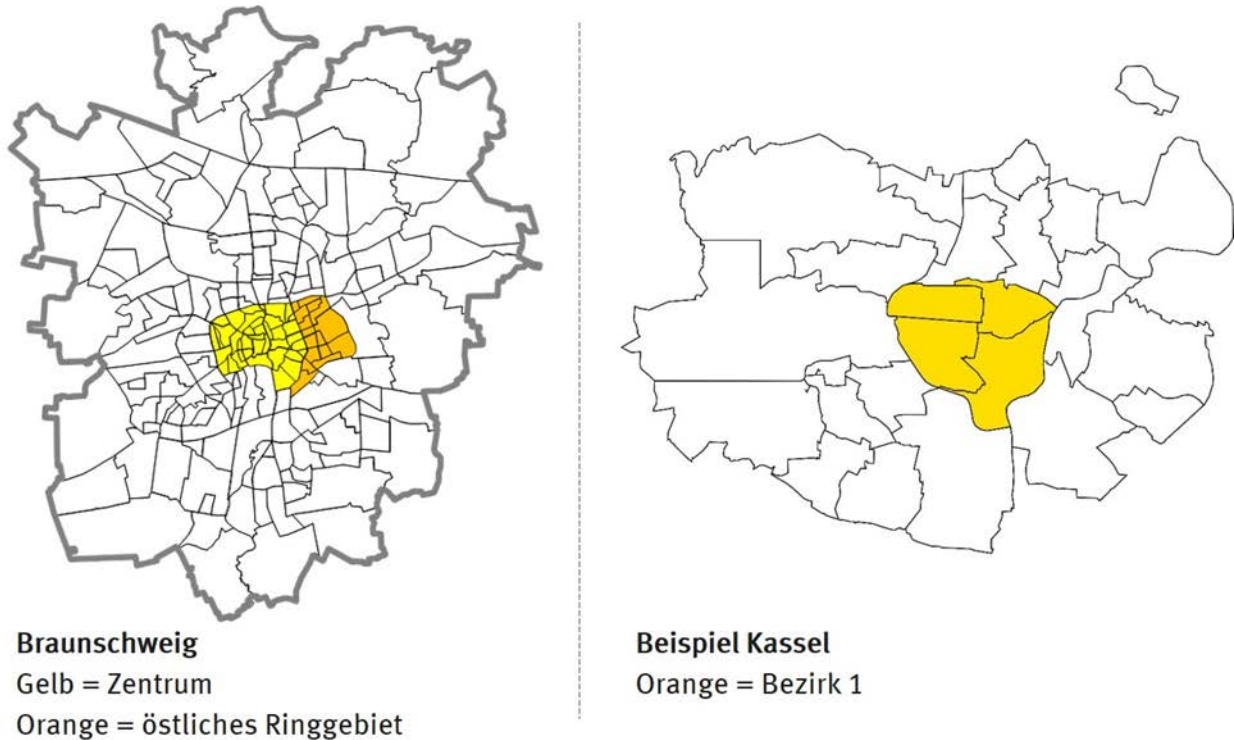 Braunschweig
Gelb = Zentrum
Orange = östliches Ringgebiet
Beispiel Kassel
Orange = Bezirk 1